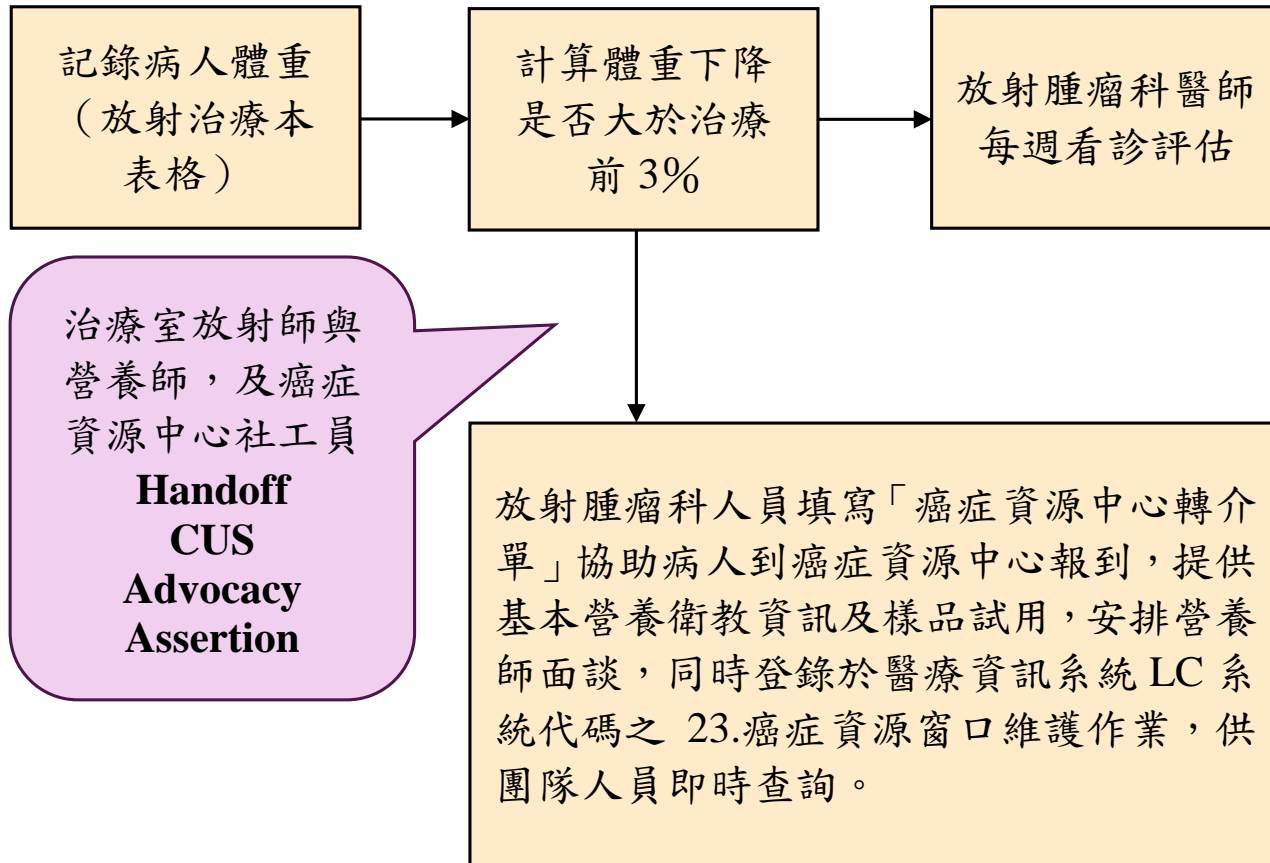 記錄病人體重
（放射治療本
表格）
計算體重下降
是否大於治療
前 3%
放射腫瘤科醫師
每週看診評估
治療室放射師與
營養師，及癌症
資源中心社工員
Handoff
CUS
Advocacy
Assertion
放射腫瘤科人員填寫「癌症資源中心轉介
單」協助病人到癌症資源中心報到，提供
基本營養衛教資訊及樣品試用，安排營養
師面談，同時登錄於醫療資訊系統 LC 系
統代碼之 23.癌症資源窗口維護作業，供
團隊人員即時查詢。